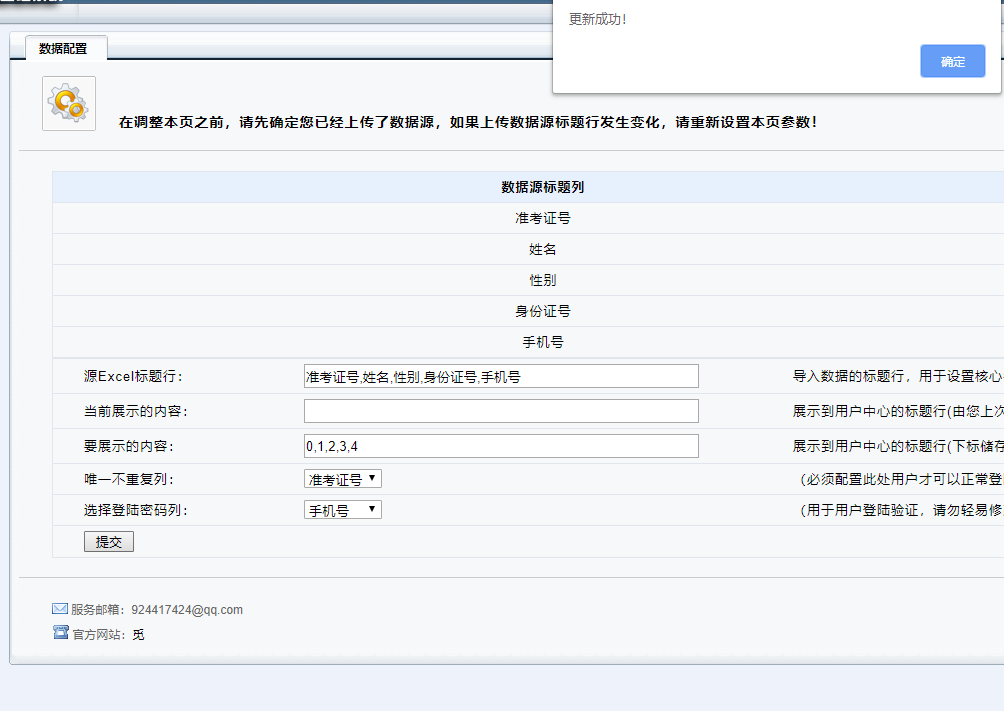 更新成功!
确定
数据配置
在调整本页之前，请先确定您已经上传了数据源，如果上传数据源标题行发生变化，请重新设置本页参数！
数据源标题列
准考证号
姓名
性别
身份证号
手机号
源Excel标题行： 准考证号,姓名,性别,身份证号,手机号 导入数据的标题行，用于设置核心
当前展示的内容： 展示到用户中心的标题行(由您上次
要展示的内容： 0,1,2,3,4 展示到用户中心的标题行(下标储存
唯一不重复列： 准考证号 （必须配置此处用户才可以正常登
选择登陆密码列： 手机号 （用于用户登陆验证，请勿轻易修
提交
服务邮箱：924417424@qq.com
官方网站：